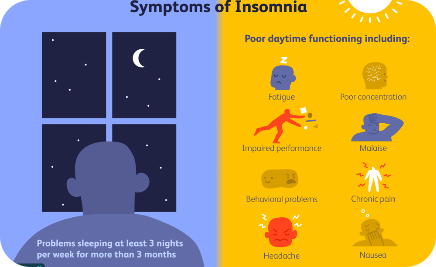 Symptoms of Insomnia
Problems sleeping at least 3 nights
per week for more than 3 months
Poor daytime functioning including:
z
z
Fatigue
Poor concentration
Impaired performance
Malaise
Behavioral problems
Chronic pain
Headache
Nausea